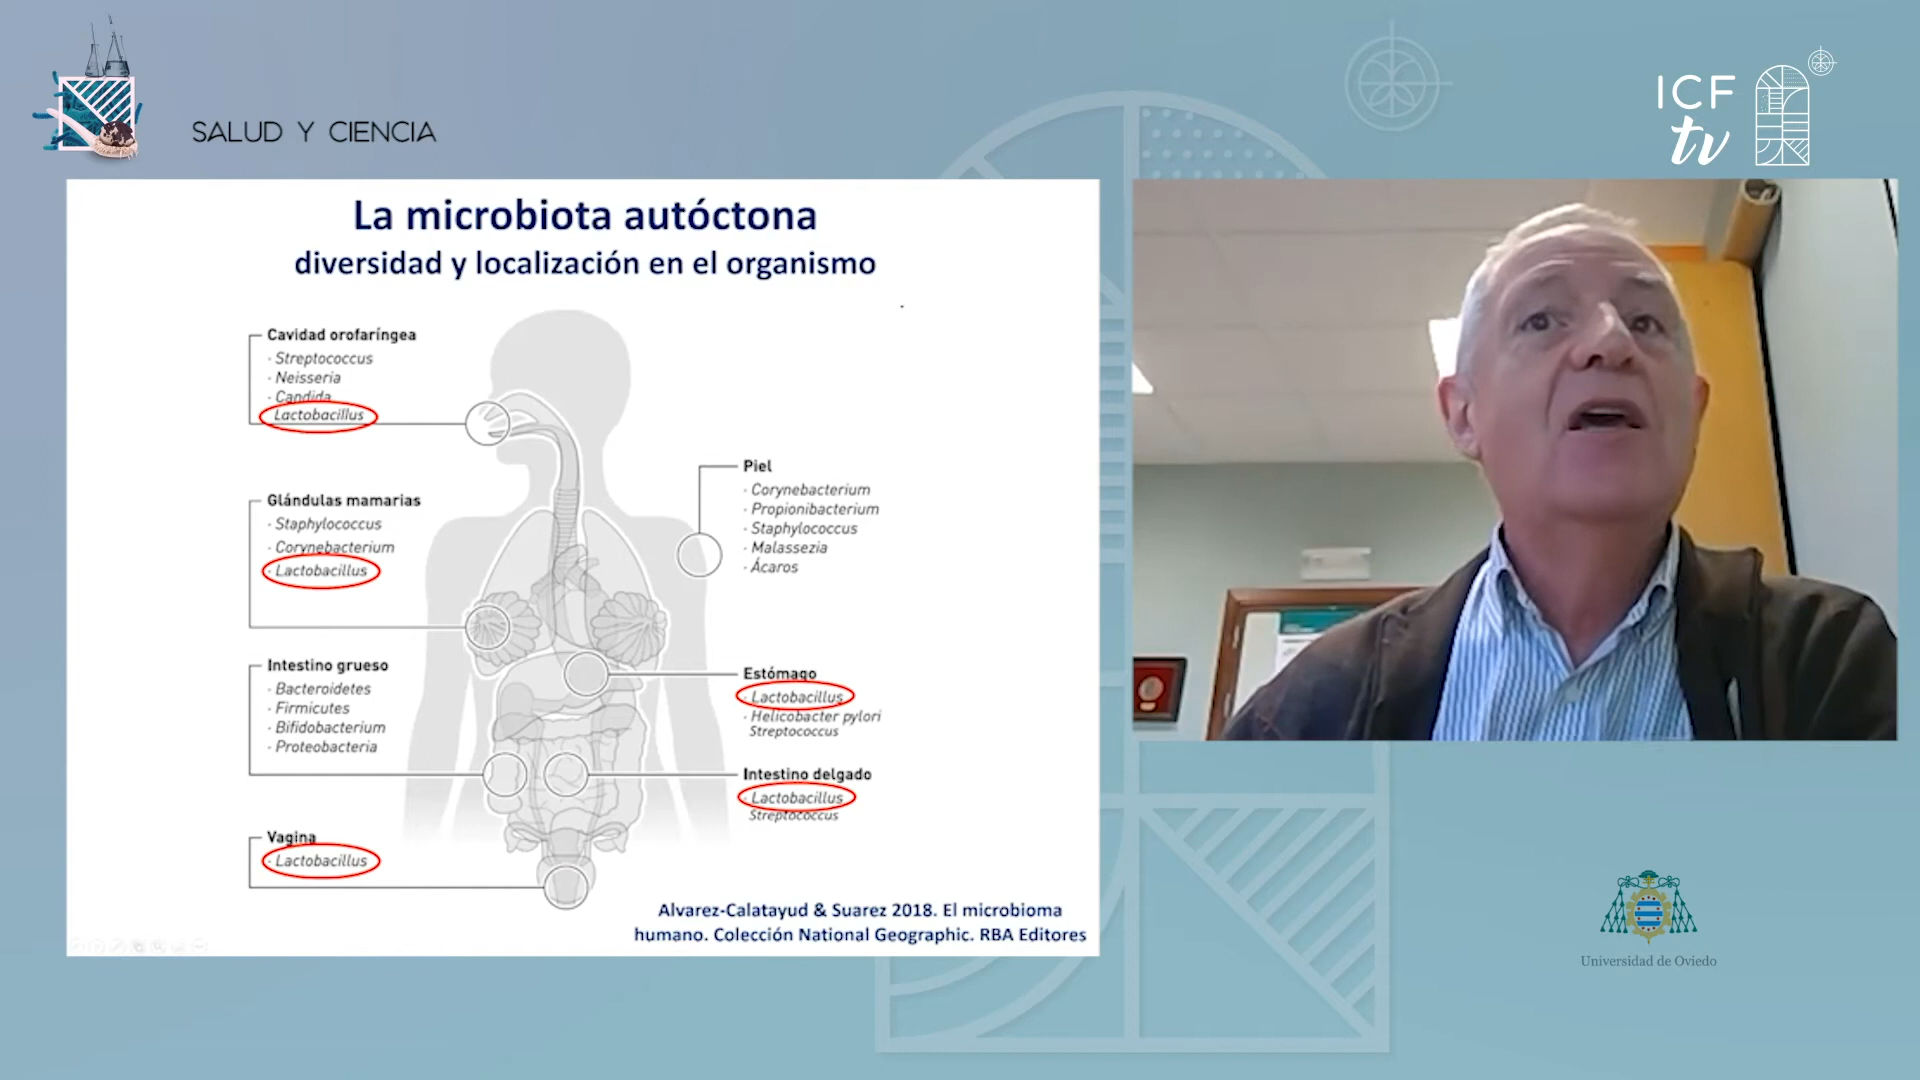 SALUD Y CIENCIA
ICF
tv
La microbiota autóctona
diversidad y localización en el organismo
Cavidad orofaríngea
· Streptococcus
· Neisseria
· Candida
Lactobacillus
Glándulas mamarias
· Staphylococcus
· Corynebacterium
· Lactobacillus
Intestino grueso
· Bacteroidetes
· Firmicutes
· Bifidobacterium
· Proteobacteria
Vagina
· Lactobacillus
Piel
· Corynebacterium
· Propionibacterium
· Staphylococcus
· Malassezia
· Ácaros
Estómago
· Lactobacillus
· Helicobacter pylori
Streptococcus
Intestino delgado
· Lactobacillus
Streptococcus
Alvarez-Calatayud & Suarez 2018. El microbioma
humano. Colección National Geographic. RBA Editores
Universidad de Oviedo